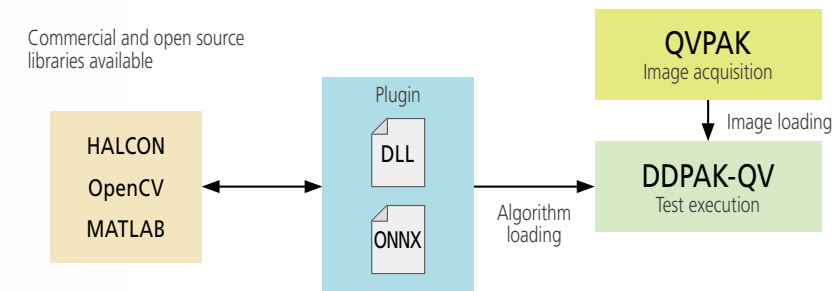 Commercial and open source
libraries available
HALCON
OpenCV
MATLAB
Plugin
DLL
ONNX
Algorithm
loading
QVPAK
Image acquisition
Image loading
DDPAK-QV
Test execution